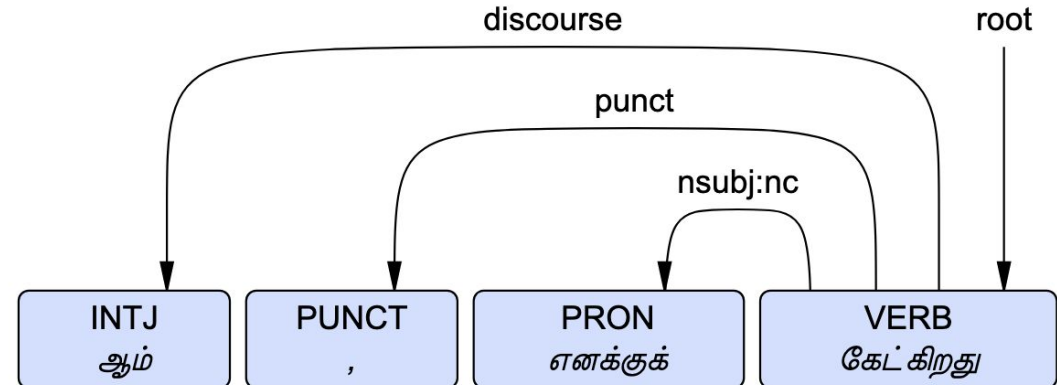 discourse root
punct
nsubj:nc
INTJ PUNCT PRON VERB
ஆம் , எனக்குக் கேட்கிறது